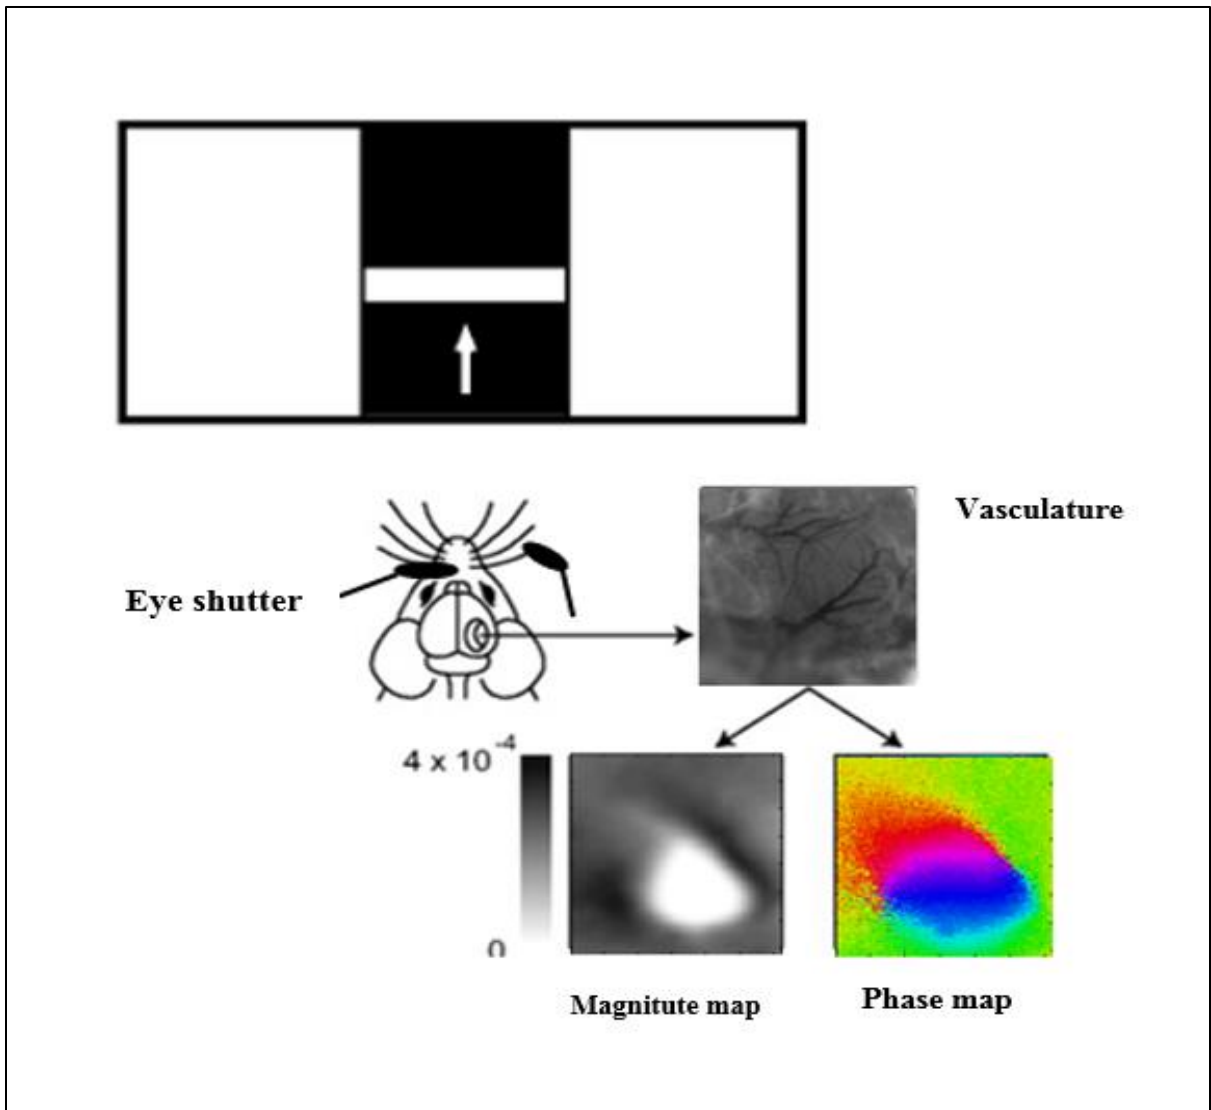 Vasculature
Eye shutter
4 x 10⁻⁴
0
Magnitute map
Phase map